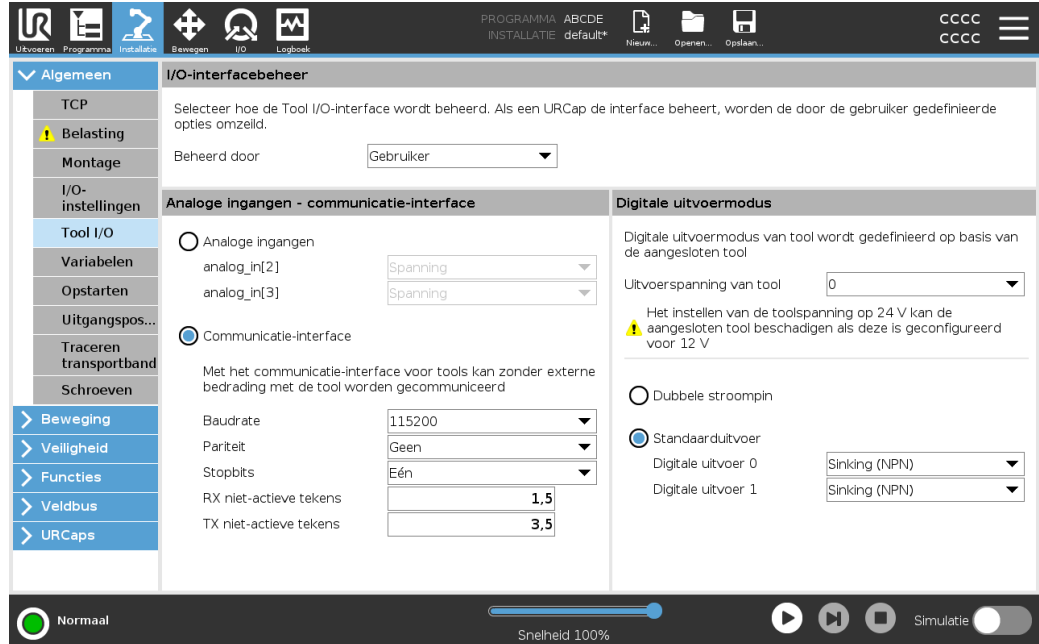 Uitvoeren
Programma
Installatie
Bewegen
I/O
Logboek
PROGRAMMA ABCDE
INSTALLATIE default*
Nieuw...
Openen...
Opslaan...
CCCC
CCCC
Algemeen
TCP
Belasting
Montage
I/O-
instellingen
Tool I/O
Variabelen
Opstarten
Uitgangspos...
Traceren
transportband
Schroeven
Beweging
Veiligheid
Functies
Veldbus
URCaps
I/O-interfacebeheer
Selecteer hoe de Tool I/O-interface wordt beheerd. Als een URCap de interface beheert, worden de door de gebruiker gedefinieerde
opties omzeild.
Beheerd door Gebruiker
Analoge ingangen - communicatie-interface
Analoge ingangen
analog_in[2] Spanning
analog_in[3] Spanning
Communicatie-interface
Met het communicatie-interface voor tools kan zonder externe
bedrading met de tool worden gecommuniceerd
Baudrate 115200
Pariteit Geen
Stopbits Eén
RX niet-actieve tekens 1,5
TX niet-actieve tekens 3,5
Digitale uitvoermodus
Digitale uitvoermodus van tool wordt gedefinieerd op basis van
de aangesloten tool
Uitvoerspanning van tool 0
Het instellen van de toolspanning op 24 V kan de
aangesloten tool beschadigen als deze is geconfigureerd
voor 12 V
Dubbele stroompin
Standaarduitvoer
Digitale uitvoer 0 Sinking (NPN)
Digitale uitvoer 1 Sinking (NPN)
Normaal
Snelheid 100%
Simulatie